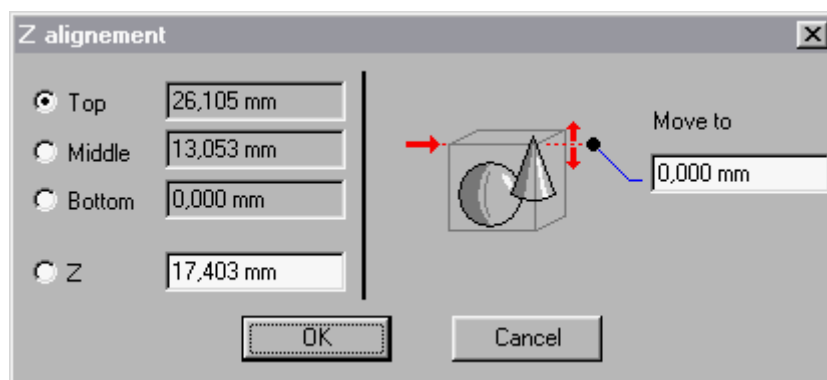 Z alignement
Top 26,105 mm
Middle 13,053 mm
Bottom 0,000 mm
Z 17,403 mm
Move to
0,000 mm
OK Cancel